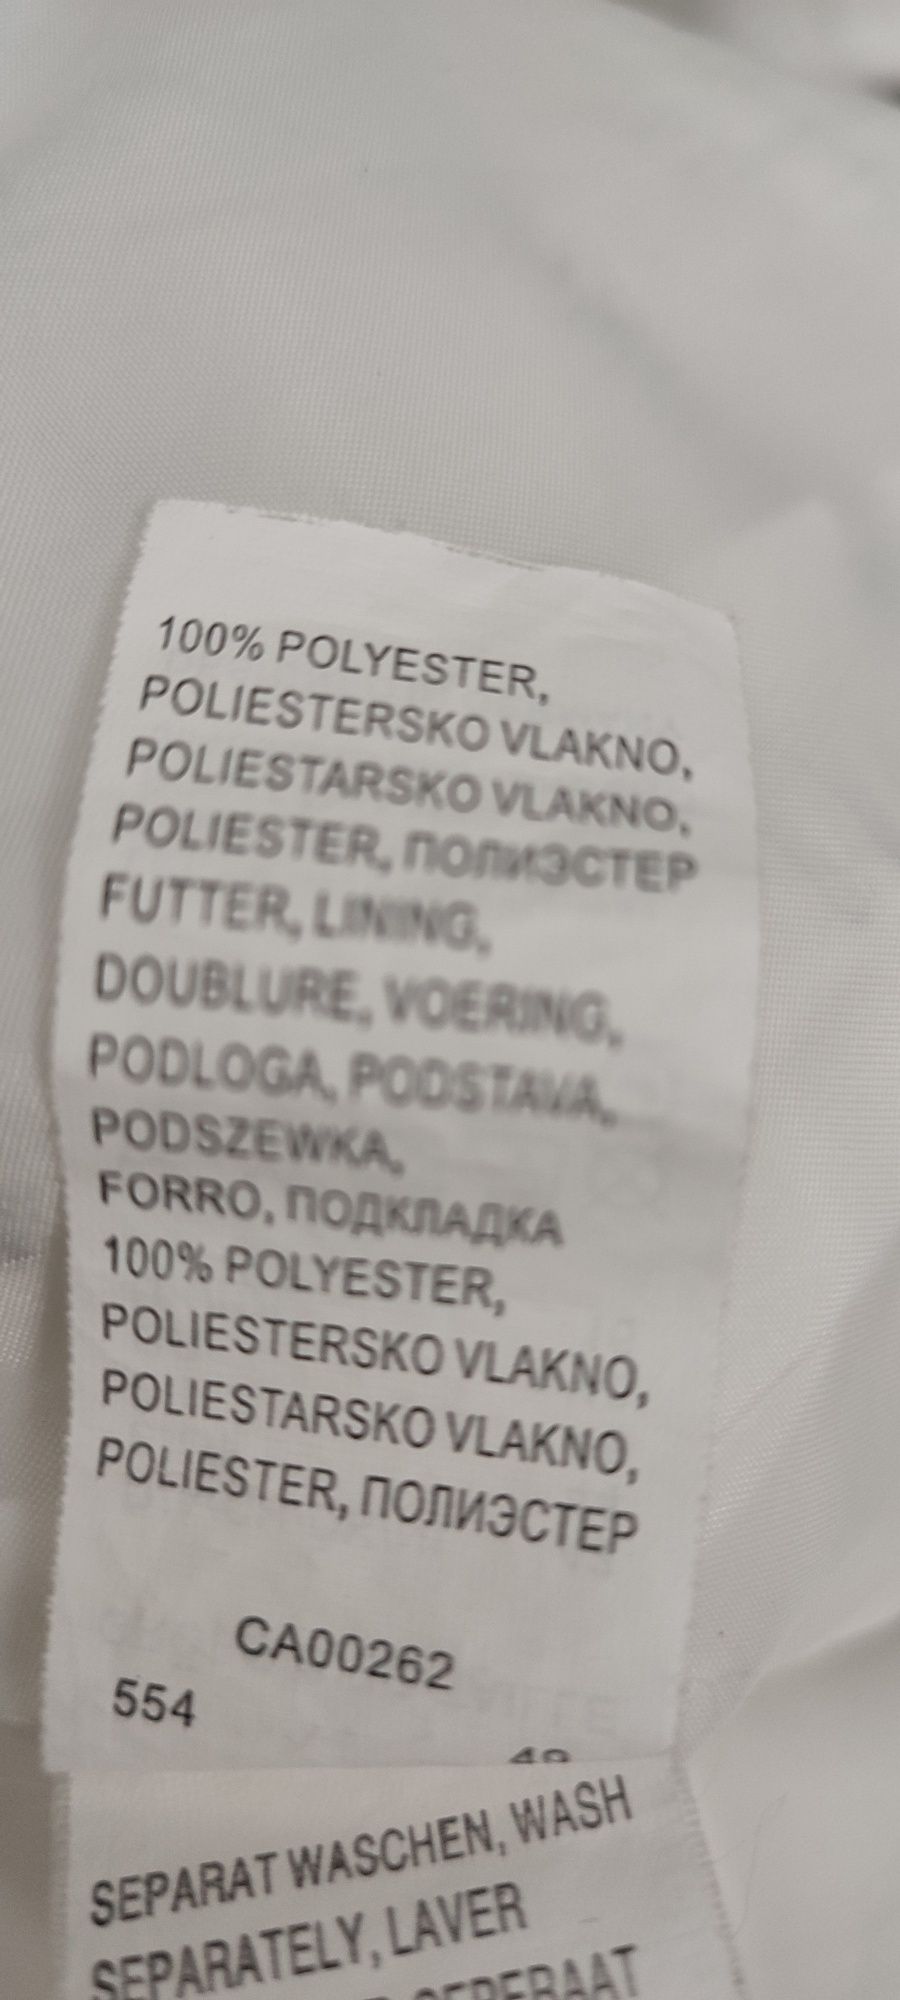 100% POLYESTER,
POLIESTERSKO VLAKNO,
POLIESTARSKO VLAKNO,
POLIESTER, ПОЛИЭСТЕР
FUTTER, LINING,
DOUBLURE, VOERING,
PODLOGA, PODSTAVA,
PODSZEWKA,
FORRO, ПОДКЛАДКА
100% POLYESTER,
POLIESTERSKO VLAKNO,
POLIESTARSKO VLAKNO,
POLIESTER, ПОЛИЭСТЕР
CA00262
554
SEPARAT WASCHEN, WASH
SEPARATELY, LAVER